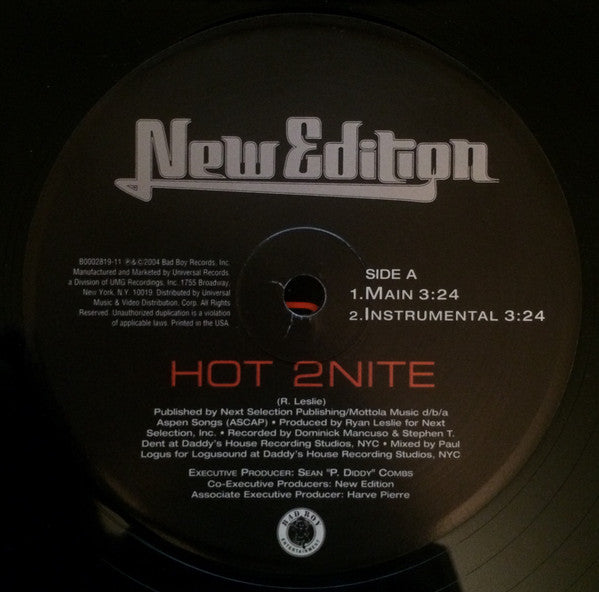 New Edition
B0002819-11 ℗&©2004 Bad Boy Records, Inc.
Manufactured and Marketed by Universal Records
a Division of UMG Recordings, Inc. 1755 Broadway,
New York, N.Y. 10019. Distributed by Universal
Music & Video Distribution, Corp. All Rights
Reserved. Unauthorized duplication is a violation
of applicable laws. Printed in the USA.
SIDE A
1.MAIN 3:24
2.INSTRUMENTAL 3:24
HOT 2NITE
(R. Leslie)
Published by Next Selection Publishing/Mottola Music d/b/a
Aspen Songs (ASCAP) • Produced by Ryan Leslie for Next
Selection, Inc. • Recorded by Dominick Mancuso & Stephen T.
Dent at Daddy's House Recording Studios, NYC • Mixed by Paul
Logus for Logusound at Daddy's House Recording Studios, NYC
EXECUTIVE PRODUCER: SEAN "P. DIDDY" COMBS
Co-Executive Producers: New Edition
Associate Executive Producer: Harve Pierre
BAD BOY
ENTERTAINMENT